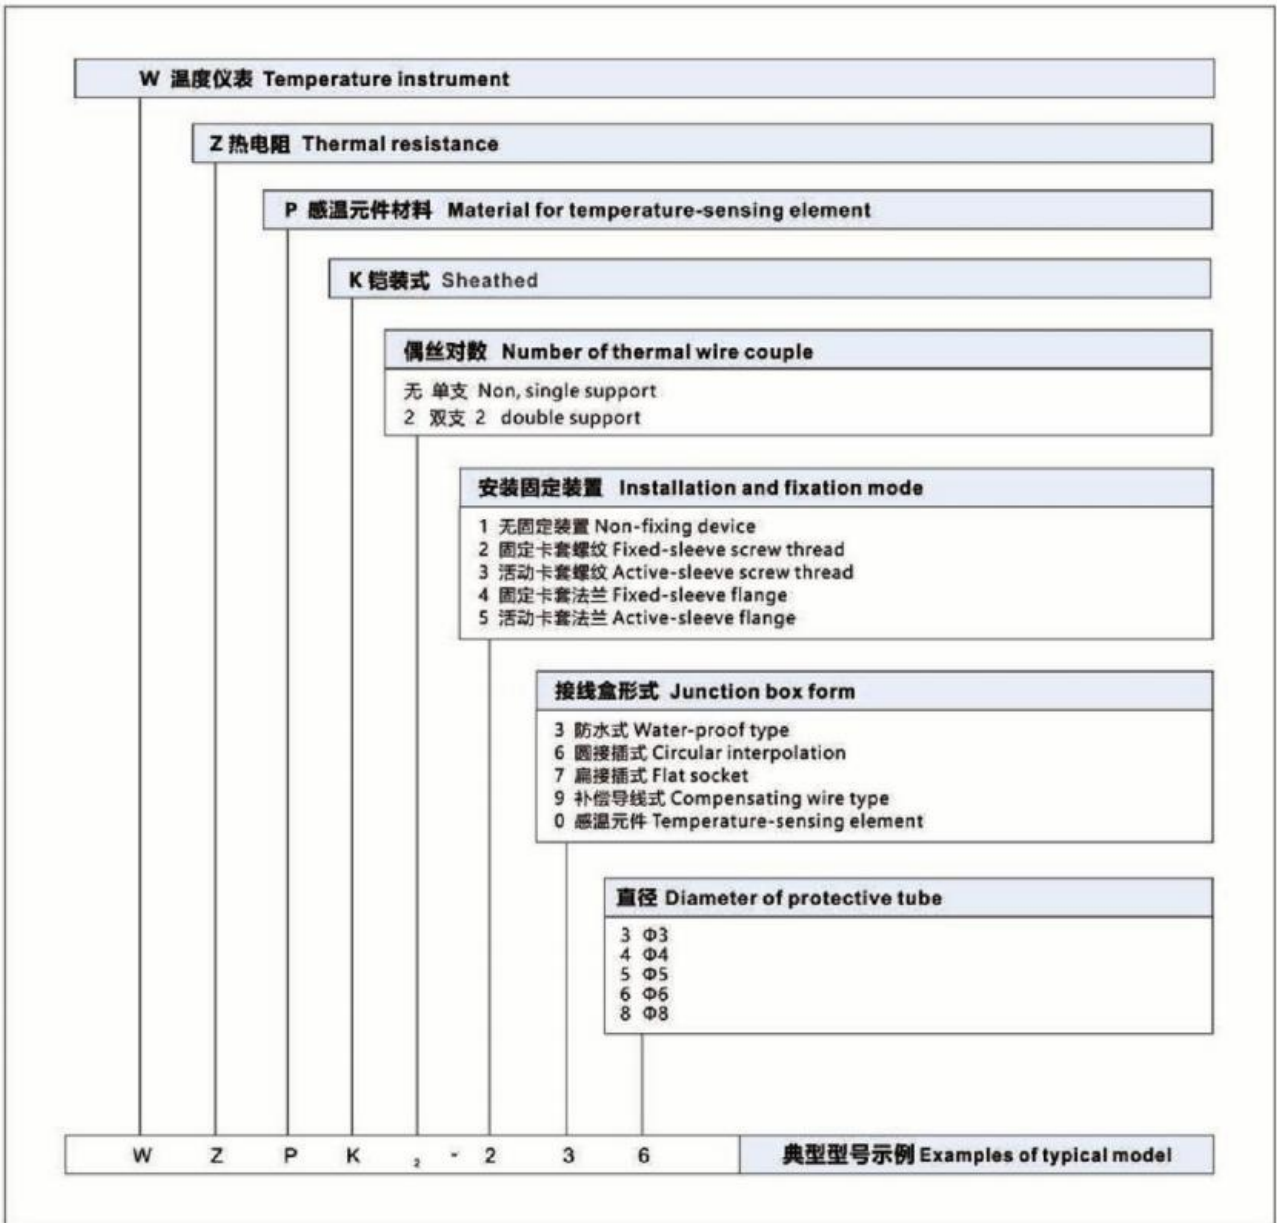 W 温度仪表 Temperature instrument
Z 热电阻 Thermal resistance
P 感温元件材料 Material for temperature-sensing element
K 铠装式 Sheathed
偶丝对数 Number of thermal wire couple
无 单支 Non, single support
2 双支 2 double support
安装固定装置 Installation and fixation mode
1 无固定装置 Non-fixing device
2 固定卡套螺纹 Fixed-sleeve screw thread
3 活动卡套螺纹 Active-sleeve screw thread
4 固定卡套法兰 Fixed-sleeve flange
5 活动卡套法兰 Active-sleeve flange
接线盒形式 Junction box form
3 防水式 Water-proof type
6 圆接插式 Circular interpolation
7 扁接插式 Flat socket
9 补偿导线式 Compensating wire type
0 感温元件 Temperature-sensing element
直径 Diameter of protective tube
3 Φ3
4 Φ4
5 Φ5
6 Φ6
8 Φ8
W Z P K ₂ - 2 3 6 典型型号示例 Examples of typical model